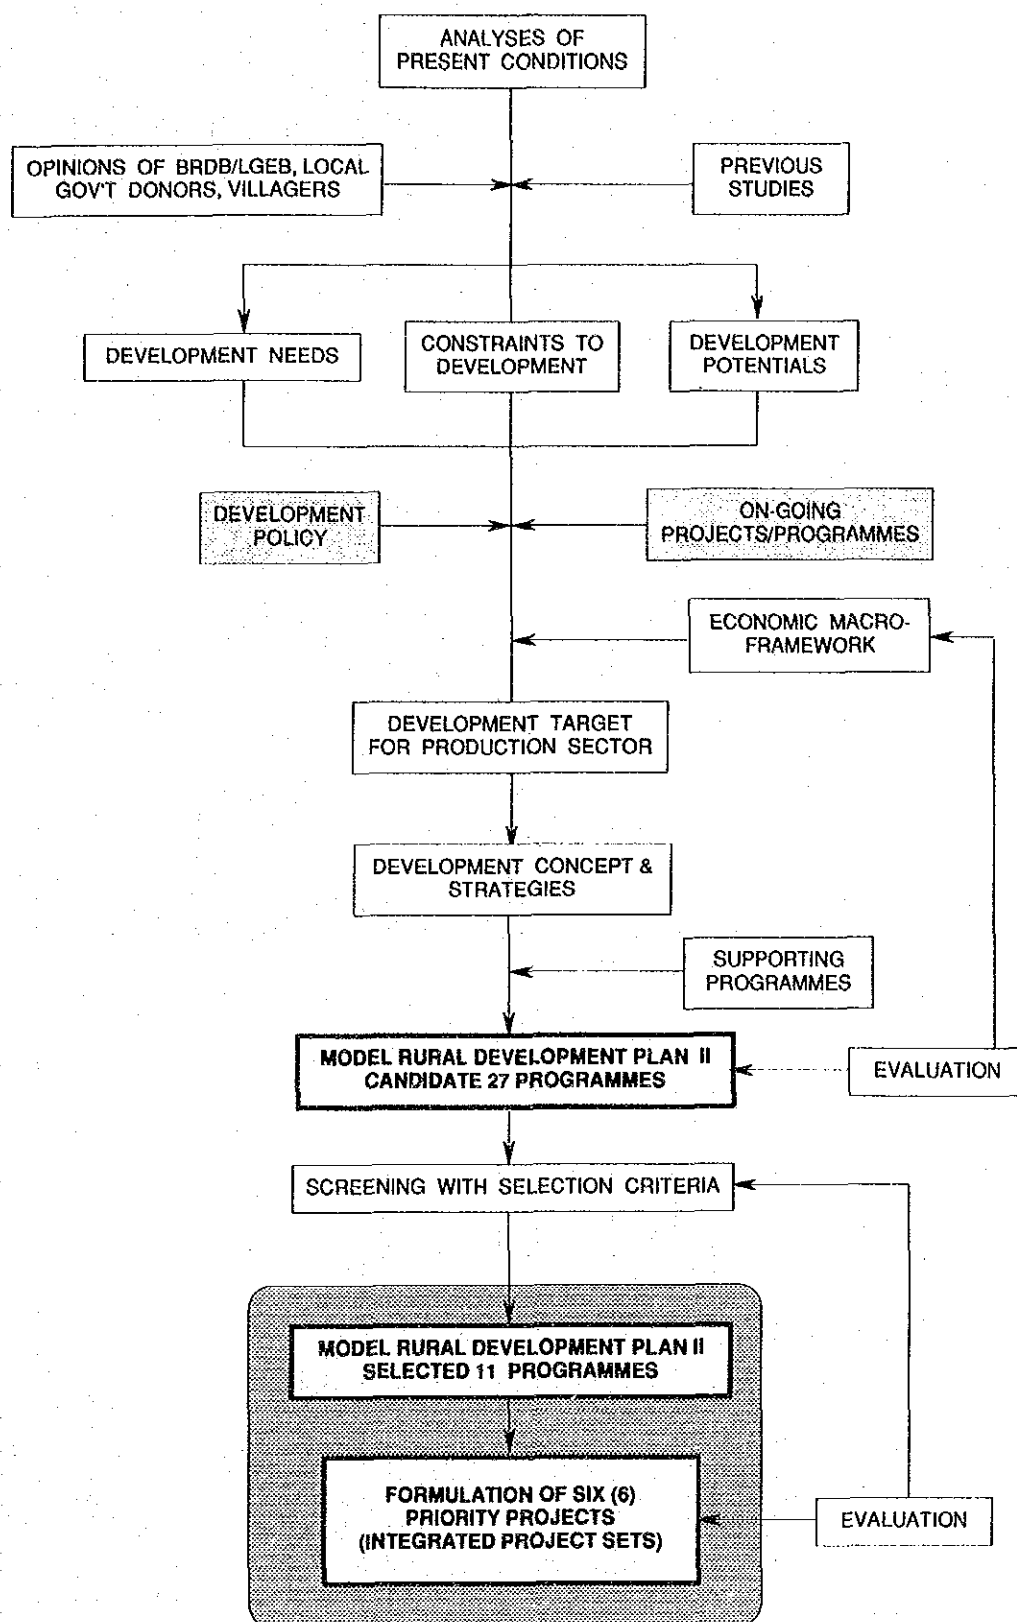 ANALYSES OF
PRESENT CONDITIONS
OPINIONS OF BRDB/LGEB, LOCAL
GOV'T DONORS, VILLAGERS
PREVIOUS
STUDIES
DEVELOPMENT NEEDS
CONSTRAINTS TO
DEVELOPMENT
DEVELOPMENT
POTENTIALS
DEVELOPMENT
POLICY
ON-GOING
PROJECTS/PROGRAMMES
ECONOMIC MACRO-
FRAMEWORK
DEVELOPMENT TARGET
FOR PRODUCTION SECTOR
DEVELOPMENT CONCEPT &
STRATEGIES
SUPPORTING
PROGRAMMES
MODEL RURAL DEVELOPMENT PLAN II
CANDIDATE 27 PROGRAMMES
EVALUATION
SCREENING WITH SELECTION CRITERIA
MODEL RURAL DEVELOPMENT PLAN II
SELECTED 11 PROGRAMMES
FORMULATION OF SIX (6)
PRIORITY PROJECTS
(INTEGRATED PROJECT SETS)
EVALUATION